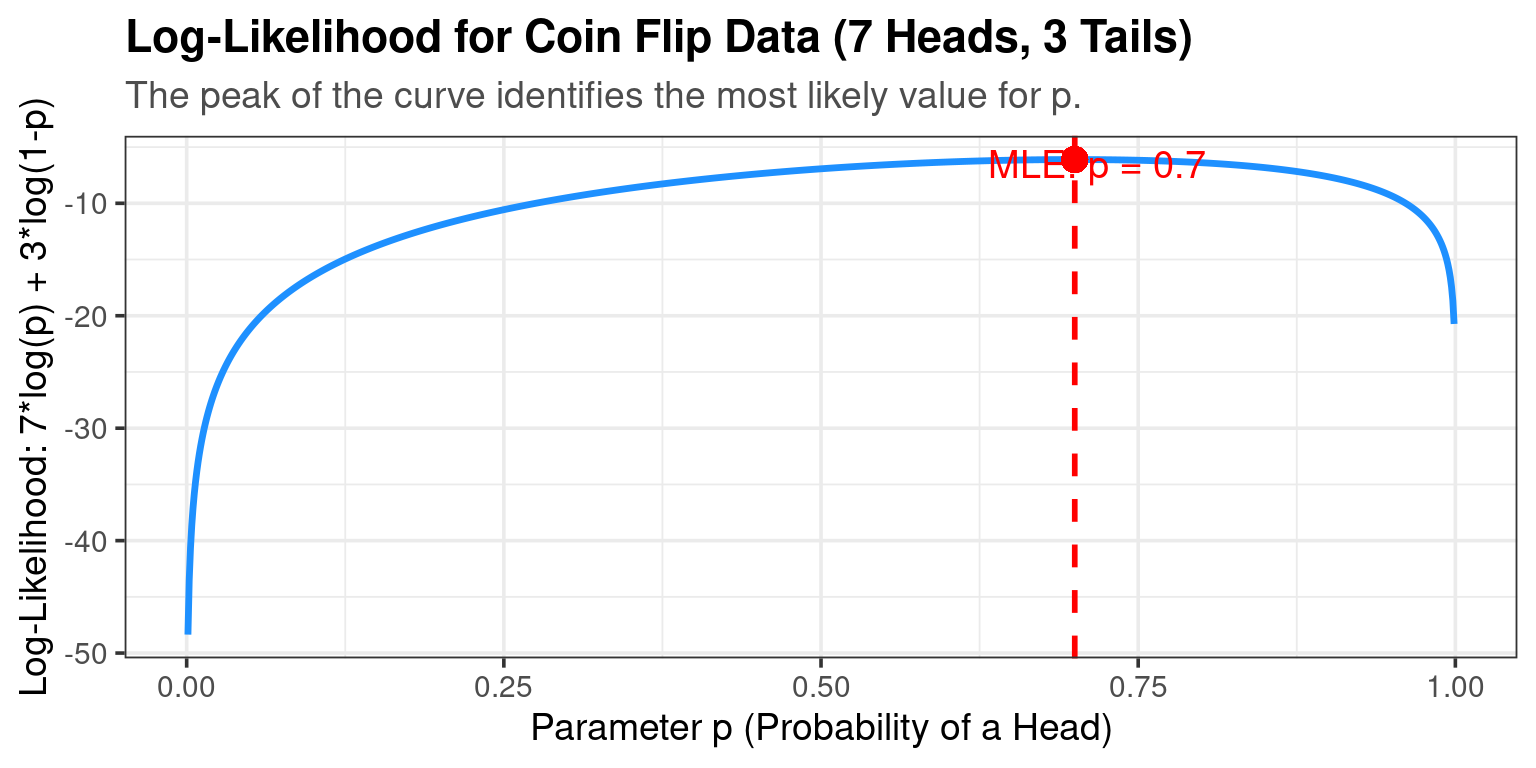 Log-Likelihood for Coin Flip Data (7 Heads, 3 Tails)
The peak of the curve identifies the most likely value for p.
Log-Likelihood: 7*log(p) + 3*log(1-p)
MLE: p = 0.7
-10
-20
-30
-40
-50
0.00 0.25 0.50 0.75 1.00
Parameter p (Probability of a Head)